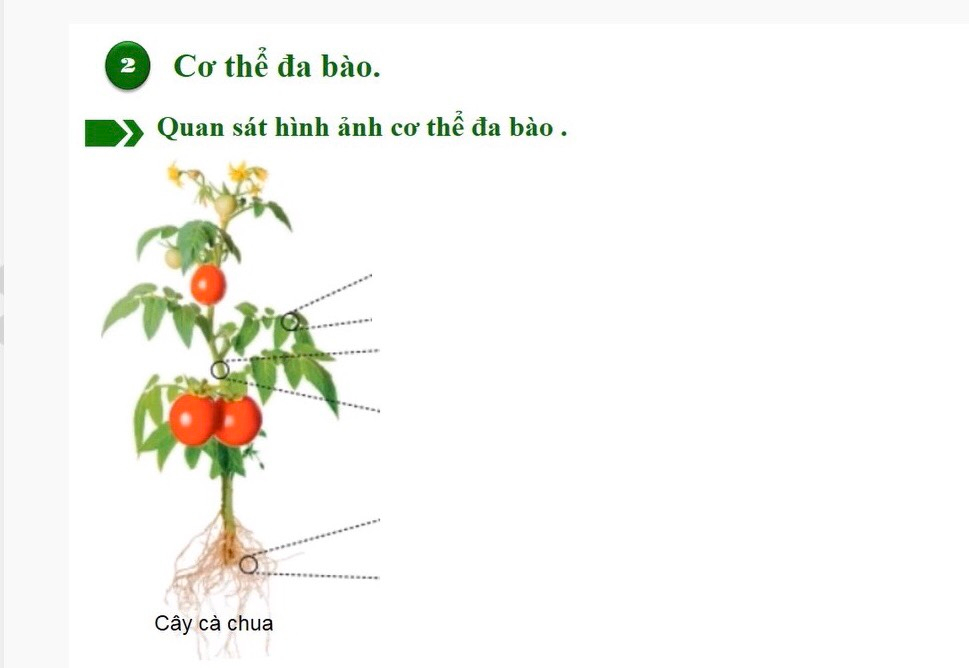 2 Cơ thể đa bào.
Quan sát hình ảnh cơ thể đa bào .
Cây cà chua